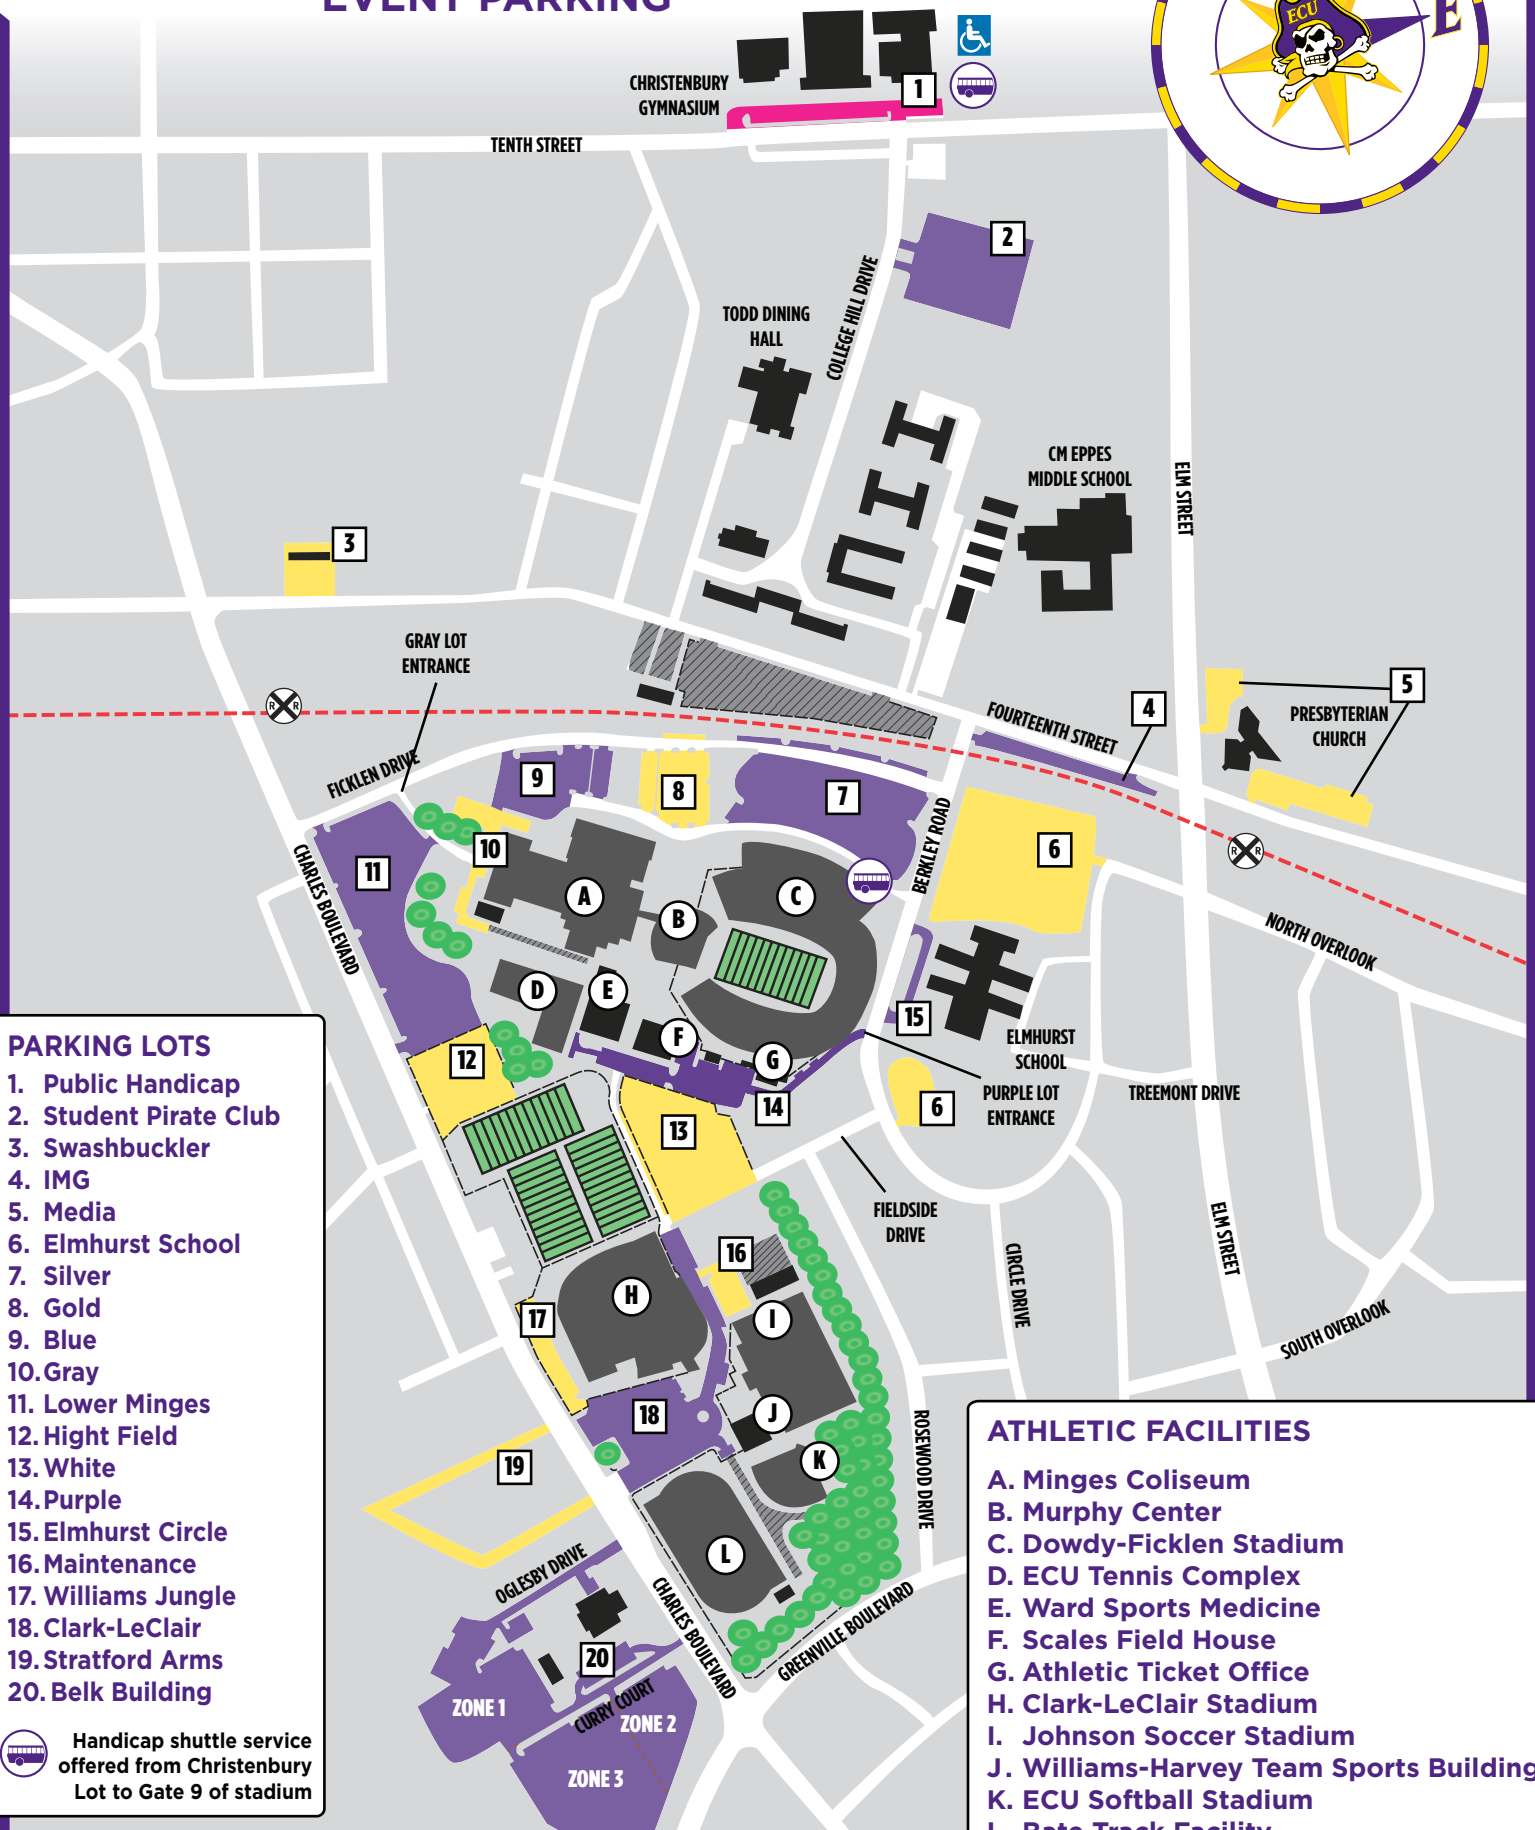 EVENT PARKING
ECU
E
CHRISTENBURY
GYMNASIUM
1
TENTH STREET
2
COLLEGE HILL DRIVE
TODD DINING
HALL
CM EPPES
MIDDLE SCHOOL
ELM STREET
3
GRAY LOT
ENTRANCE
R R
5
4
PRESBYTERIAN
CHURCH
FOURTEENTH STREET
FICKLEN DRIVE
9
8
7
BERKLEY ROAD
6
R R
10
11
A
B
C
CHARLES BOULEVARD
NORTH OVERLOOK
D
E
15
F
G
ELMHURST
SCHOOL
12
PURPLE LOT
ENTRANCE
TREEMONT DRIVE
14
6
13
FIELDSIDE
DRIVE
ELM STREET
CIRCLE DRIVE
16
H
17
I
SOUTH OVERLOOK
18
J
K
19
ROSEWOOD DRIVE
L
OGLESBY DRIVE
CHARLES BOULEVARD
GREENVILLE BOULEVARD
20
ZONE 1
CURRY COURT
ZONE 2
ZONE 3
PARKING LOTS
1. Public Handicap
2. Student Pirate Club
3. Swashbuckler
4. IMG
5. Media
6. Elmhurst School
7. Silver
8. Gold
9. Blue
10. Gray
11. Lower Minges
12. Hight Field
13. White
14. Purple
15. Elmhurst Circle
16. Maintenance
17. Williams Jungle
18. Clark-LeClair
19. Stratford Arms
20. Belk Building
Handicap shuttle service
offered from Christenbury
Lot to Gate 9 of stadium
ATHLETIC FACILITIES
A. Minges Coliseum
B. Murphy Center
C. Dowdy-Ficklen Stadium
D. ECU Tennis Complex
E. Ward Sports Medicine
F. Scales Field House
G. Athletic Ticket Office
H. Clark-LeClair Stadium
I. Johnson Soccer Stadium
J. Williams-Harvey Team Sports Building
K. ECU Softball Stadium
L. Bate Track Facility